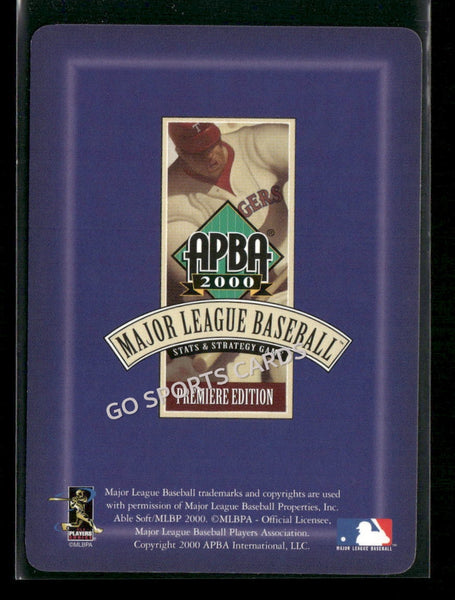 T
GERS
APBA®
2000
MAJOR LEAGUE BASEBALL™
STATS & STRATEGY GAME
GO SPORTS CARDS
PREMIERE EDITION
Major League Baseball trademarks and copyrights are used
with permission of Major League Baseball Properties, Inc.
Able Soft/MLBP 2000. ©MLBPA - Official Licensee,
Major League Baseball Players Association.
Copyright 2000 APBA International, LLC.
PLAYERS
©MLBPA
MAJOR LEAGUE BASEBALL